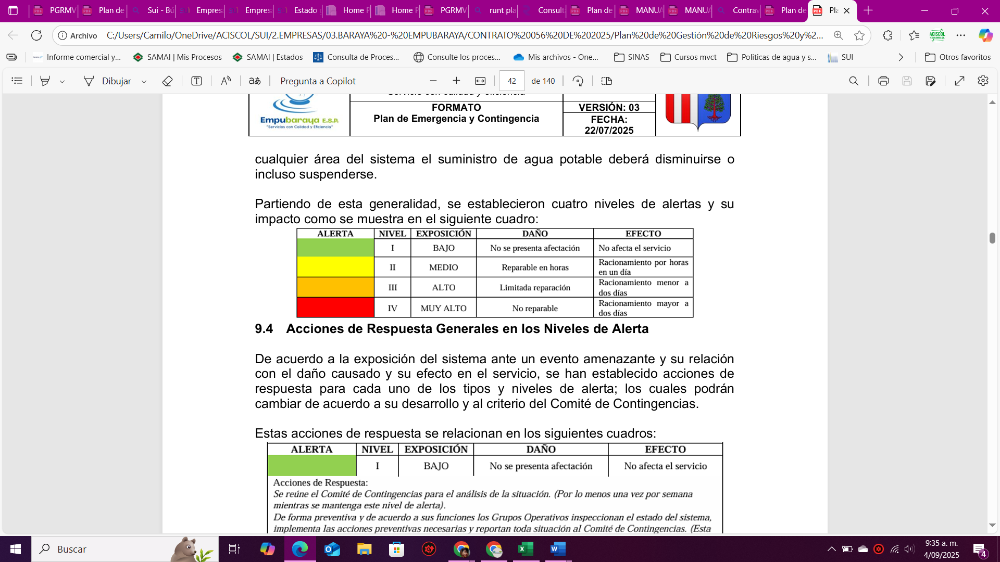 PGRMV
Plan de
Sui - Bú
Empres
Empres
Estado
Home P
Home P
PGRMV
runt pla
Consult
Plan de
MANUA
MANUA
Contrav
Plan de
Pla
Archivo
C:/Users/Camilo/OneDrive/ACISCOL/SUI/2.EMPRESAS/03.BARAYA%20-%20EMPUBARAYA/CONTRATO%20056%20DE%202025/Plan%20de%20Gestión%20de%20Riesgos%20y%2...
Informe comercial y...
SAMAI | Mis Procesos
SAMAI | Estados
Consulta de Proces...
Consulte los proces...
Mis archivos - One...
SINAS
Cursos mvct
Politicas de agua y s...
SUI
Otros favoritos
Dibujar
Pregunta a Copilot
42
de 140
FORMATO
Plan de Emergencia y Contingencia
VERSIÓN: 03
FECHA:
22/07/2025
Empubaraya E.S.P.
"Servicios con Calidad y Eficiencia"
cualquier área del sistema el suministro de agua potable deberá disminuirse o
incluso suspenderse.
Partiendo de esta generalidad, se establecieron cuatro niveles de alertas y su
impacto como se muestra en el siguiente cuadro:
ALERTA NIVEL EXPOSICIÓN DAÑO EFECTO
I BAJO No se presenta afectación No afecta el servicio
II MEDIO Reparable en horas Racionamiento por horas
en un día
III ALTO Limitada reparación Racionamiento menor a
dos días
IV MUY ALTO No reparable Racionamiento mayor a
dos días
9.4 Acciones de Respuesta Generales en los Niveles de Alerta
De acuerdo a la exposición del sistema ante un evento amenazante y su relación
con el daño causado y su efecto en el servicio, se han establecido acciones de
respuesta para cada uno de los tipos y niveles de alerta; los cuales podrán
cambiar de acuerdo a su desarrollo y al criterio del Comité de Contingencias.
Estas acciones de respuesta se relacionan en los siguientes cuadros:
ALERTA NIVEL EXPOSICIÓN DAÑO EFECTO
I BAJO No se presenta afectación No afecta el servicio
Acciones de Respuesta:
Se reúne el Comité de Contingencias para el análisis de la situación. (Por lo menos una vez por semana
mientras se mantenga este nivel de alerta).
De forma preventiva y de acuerdo a sus funciones los Grupos Operativos inspeccionan el estado del sistema,
implementa las acciones preventivas necesarias y reportan toda situación al Comité de Contingencias. (Esta
Buscar
9:35 a. m.
4/09/2025
4